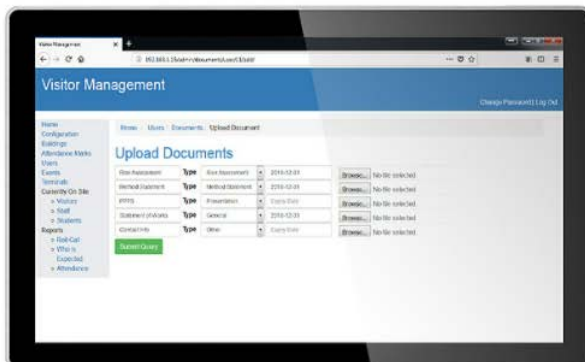 Visitor Management
Visitor Management
Change Password | Log Out
Home
Configuration
Buildings
Attendance Marks
Users
Events
Terminals
Currently On Site
Visitors
Staff
Students
Reports
Roll Call
Who is
Expected
Attendance
Home / Users / Documents / Upload Document
Upload Documents
Risk Assessment Type Risk Assessment 2018-12-31 Browse... No file selected.
Method Statement Type Method Statement 2018-12-31 Browse... No file selected.
Type Presentation Expiry Date Browse... No file selected.
Statement of Works Type General 2018-12-31 Browse... No file selected.
Contact Info Type Other Expiry Date Browse... No file selected.
Submit Query